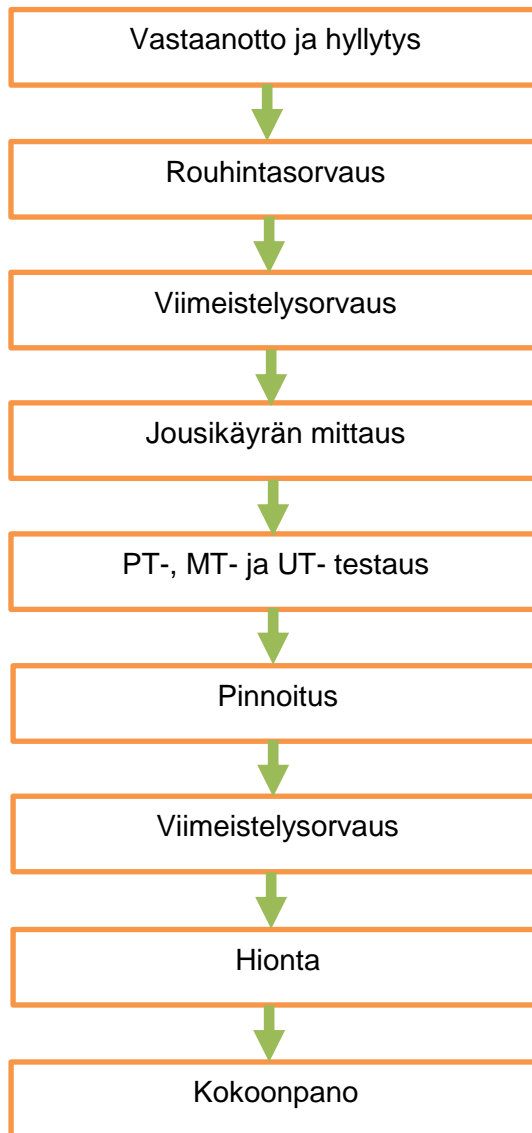 Vastaanotto ja hyllytys
Rouhintasorvaus
Viimeistelysorvaus
Jousikäyrän mittaus
PT-, MT- ja UT- testaus
Pinnoitus
Viimeistelysorvaus
Hionta
Kokoonpano